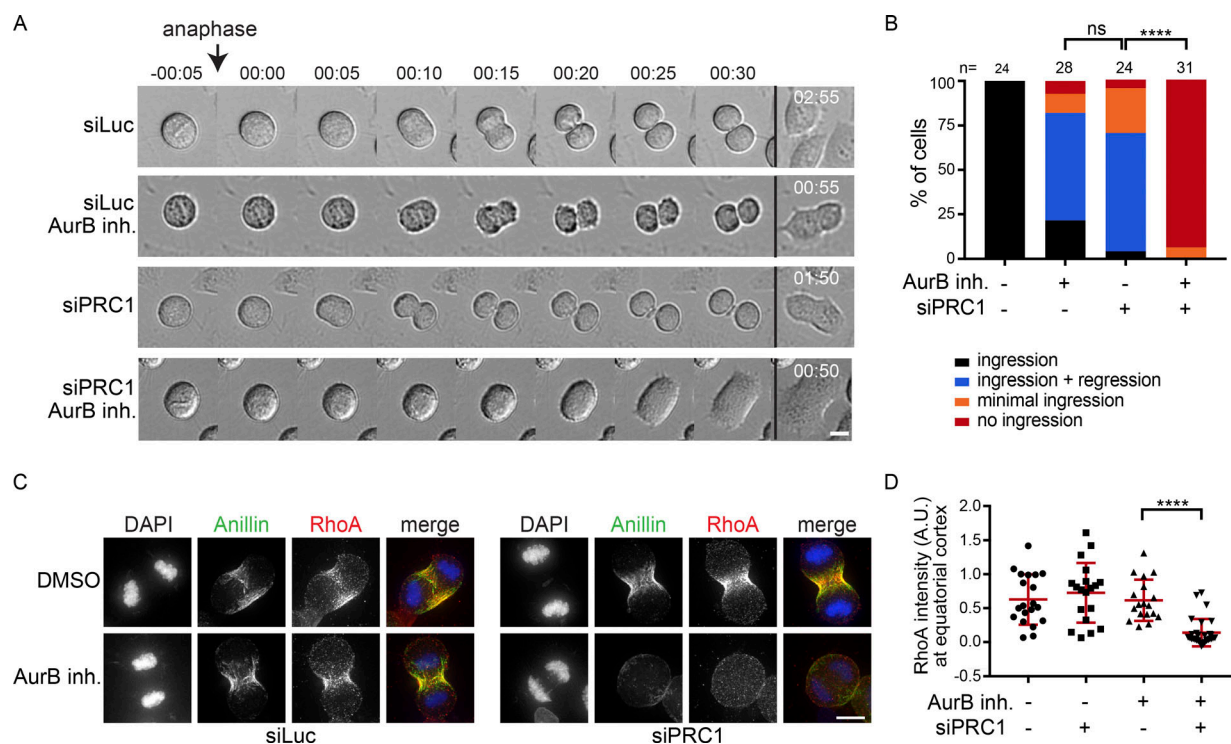 A
anaphase
-00:05 00:00 00:05 00:10 00:15 00:20 00:25 00:30
siLuc
02:55
siLuc
AurB inh.
00:55
siPRC1
01:50
siPRC1
AurB inh.
00:50
B
ns ****
n= 24 28 24 31
100
75
50
25
0
% of cells
AurB inh. - + - +
siPRC1 - - + +
ingression
ingression + regression
minimal ingression
no ingression
C
DAPI Anillin RhoA merge DAPI Anillin RhoA merge
DMSO
AurB inh.
siLuc siPRC1
D
****
2.0
1.5
1.0
0.5
0.0
-0.5
RhoA intensity (A.U.)
at equatorial cortex
AurB inh. - - + +
siPRC1 - + - +